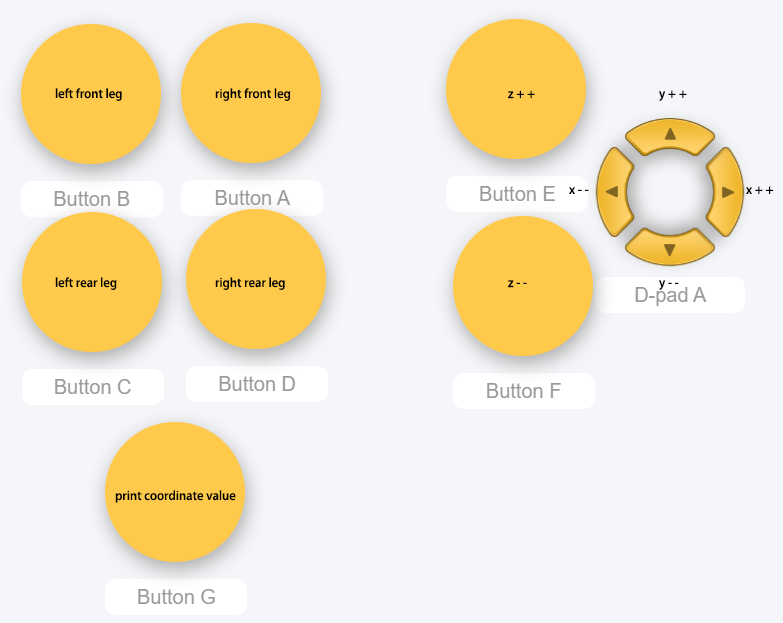 left front leg
right front leg
Button B
Button A
left rear leg
right rear leg
Button C
Button D
print coordinate value
Button G
z++
Button E
z--
Button F
y++
x--
x++
y--
D-pad A